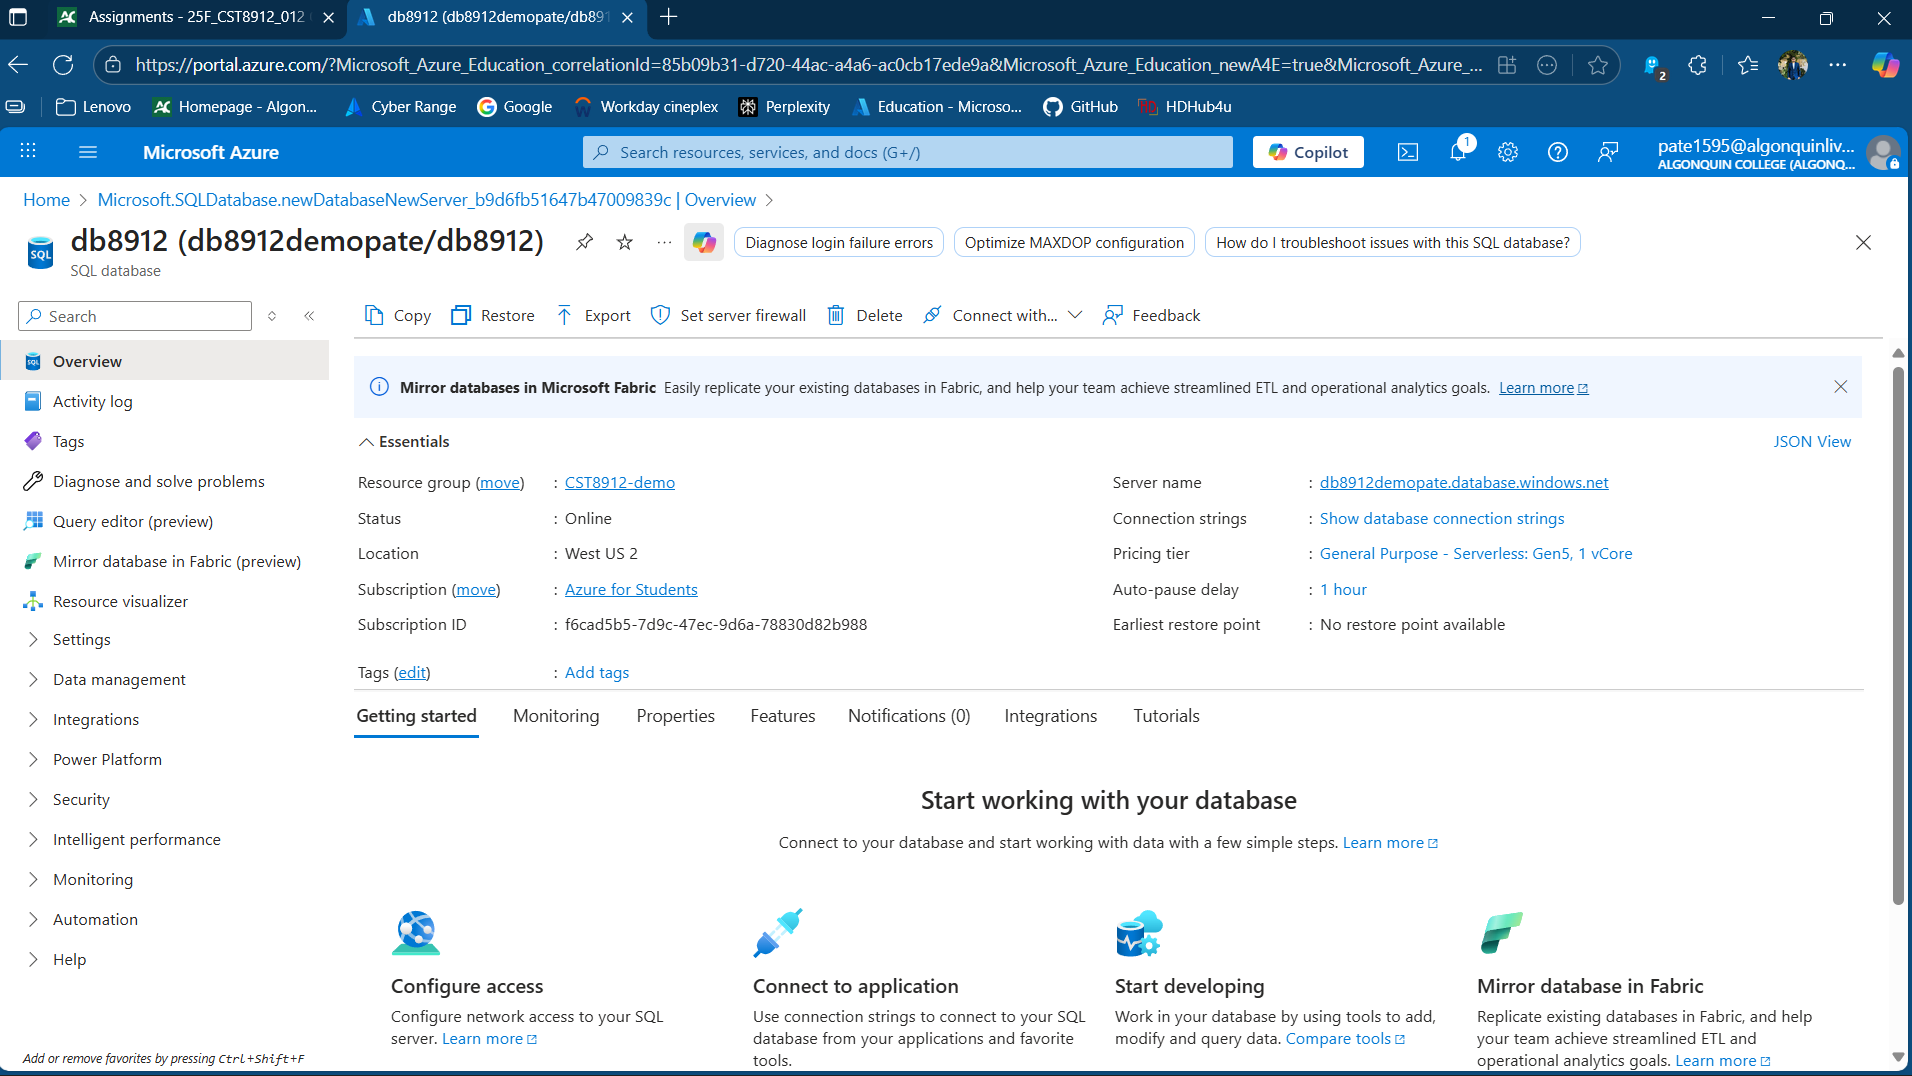 Assignments - 25F_CST8912_012
db8912 (db8912demopate/db891
https://portal.azure.com/?Microsoft_Azure_Education_correlationId=85b09b31-d720-44ac-a4a6-ac0cb17ede9a&Microsoft_Azure_Education_newA4E=true&Microsoft_Azure_...
2
Lenovo
Homepage - Algon...
Cyber Range
Google
Workday cineplex
Perplexity
Education - Microso...
GitHub
HDHub4u
Microsoft Azure
Search resources, services, and docs (G+/)
Copilot
1
pate1595@algonquinliv...
ALGONQUIN COLLEGE (ALGONQ...
Home > Microsoft.SQLDatabase.newDatabaseNewServer_b9d6fb51647b47009839c | Overview >
SQL
db8912 (db8912demopate/db8912)
SQL database
...
Diagnose login failure errors
Optimize MAXDOP configuration
How do I troubleshoot issues with this SQL database?
Search
Copy
Restore
Export
Set server firewall
Delete
Connect with...
Feedback
Overview
Activity log
Tags
Diagnose and solve problems
Query editor (preview)
Mirror database in Fabric (preview)
Resource visualizer
Settings
Data management
Integrations
Power Platform
Security
Intelligent performance
Monitoring
Automation
Help
Add or remove favorites by pressing Ctrl+Shift+F
Mirror databases in Microsoft Fabric Easily replicate your existing databases in Fabric, and help your team achieve streamlined ETL and operational analytics goals. Learn more
Essentials
JSON View
Resource group (move) : CST8912-demo
Status : Online
Location : West US 2
Subscription (move) : Azure for Students
Subscription ID : f6cad5b5-7d9c-47ec-9d6a-78830d82b988
Server name : db8912demopate.database.windows.net
Connection strings : Show database connection strings
Pricing tier : General Purpose - Serverless: Gen5, 1 vCore
Auto-pause delay : 1 hour
Earliest restore point : No restore point available
Tags (edit) : Add tags
Getting started
Monitoring
Properties
Features
Notifications (0)
Integrations
Tutorials
Start working with your database
Connect to your database and start working with data with a few simple steps. Learn more
Configure access
Configure network access to your SQL
server. Learn more
Connect to application
Use connection strings to connect to your SQL
database from your applications and favorite
tools.
Start developing
Work in your database by using tools to add,
modify and query data. Compare tools
Mirror database in Fabric
Replicate existing databases in Fabric, and help
your team achieve streamlined ETL and
operational analytics goals. Learn more